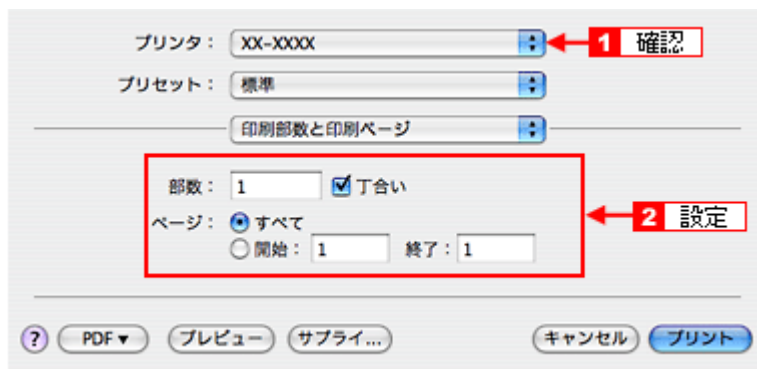 プリンタ： XX-XXXX 1 確認
プリセット： 標準
印刷部数と印刷ページ
部数： 1 丁合い
ページ： すべて 2 設定
開始： 1 終了： 1
? PDF▼ プレビュー サプライ... キャンセル プリント